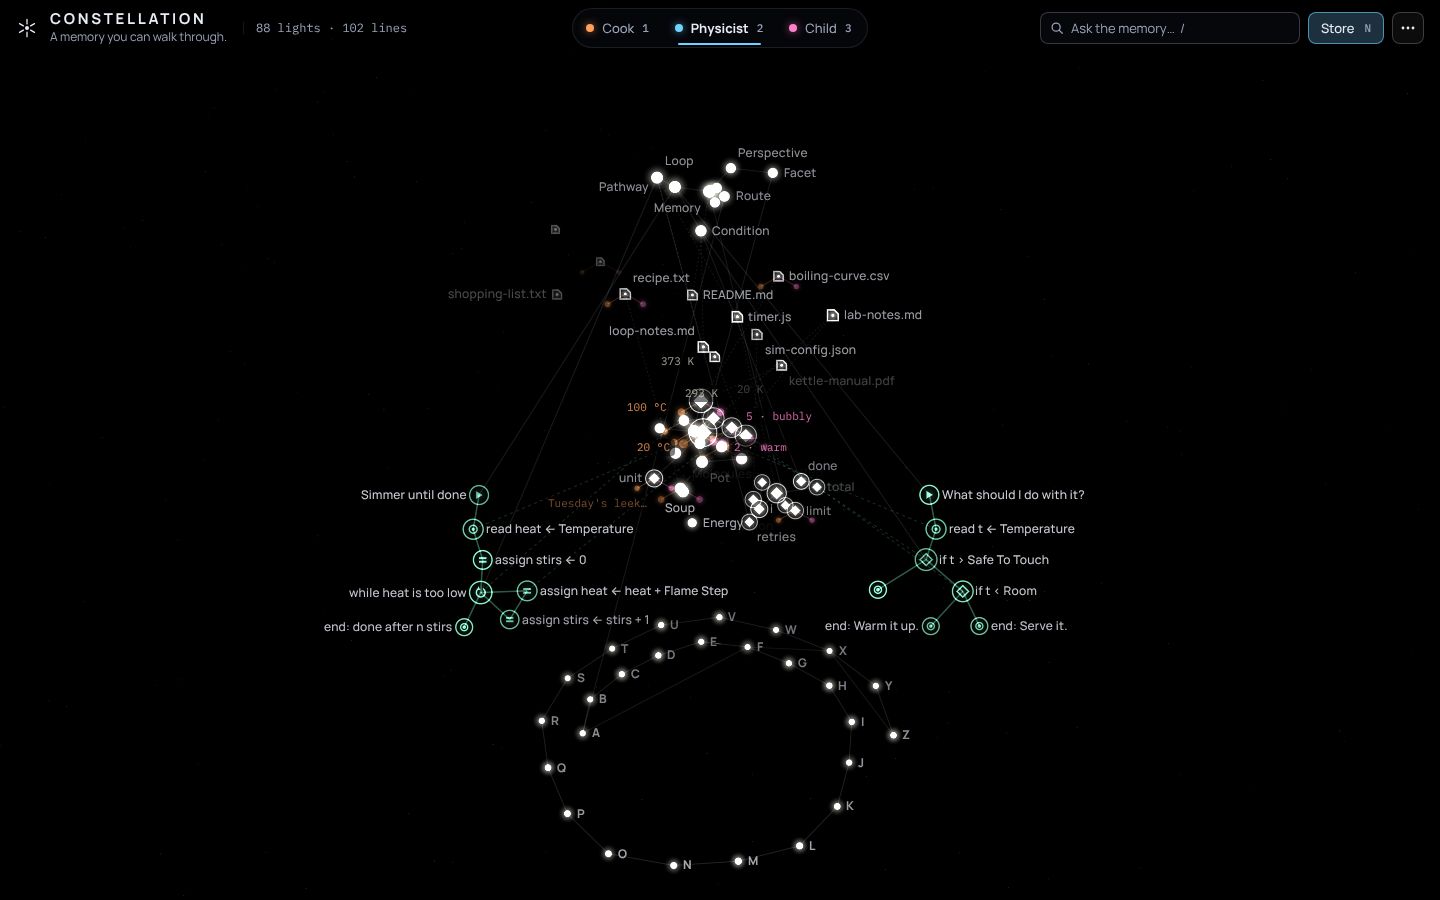 CONSTELLATION
A memory you can walk through.
88 lights · 102 lines
Cook 1
Physicist 2
Child 3
Ask the memory… /
Store N
Perspective
Loop
Facet
Pathway
Route
Memory
Condition
recipe.txt
boiling-curve.csv
shopping-list.txt
README.md
timer.js
lab-notes.md
loop-notes.md
sim-config.json
373 K
kettle-manual.pdf
293 K
20 K
100 °C
5 · bubbly
20 °C
2 · warm
done
unit
Pot
total
Simmer until done
What should I do with it?
Tuesday's leek…
Soup
i
limit
Energy
read heat ← Temperature
read t ← Temperature
retries
assign stirs ← 0
if t > Safe To Touch
while heat is too low
assign heat ← heat + Flame Step
if t < Room
assign stirs ← stirs + 1
end: done after n stirs
end: Warm it up.
end: Serve it.
V
U
W
E
F
T
D
X
G
C
S
H
Y
B
R
I
A
Z
Q
J
K
P
L
O
M
N